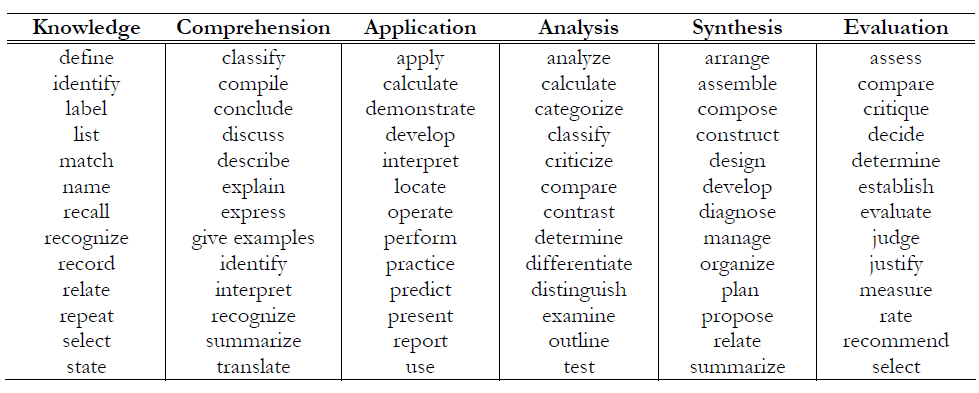 Knowledge Comprehension Application Analysis Synthesis Evaluation
define classify apply analyze arrange assess
identify compile calculate calculate assemble compare
label conclude demonstrate categorize compose critique
list discuss develop classify construct decide
match describe interpret criticize design determine
name explain locate compare develop establish
recall express operate contrast diagnose evaluate
recognize give examples perform determine manage judge
record identify practice differentiate organize justify
relate interpret predict distinguish plan measure
repeat recognize present examine propose rate
select summarize report outline relate recommend
state translate use test summarize select